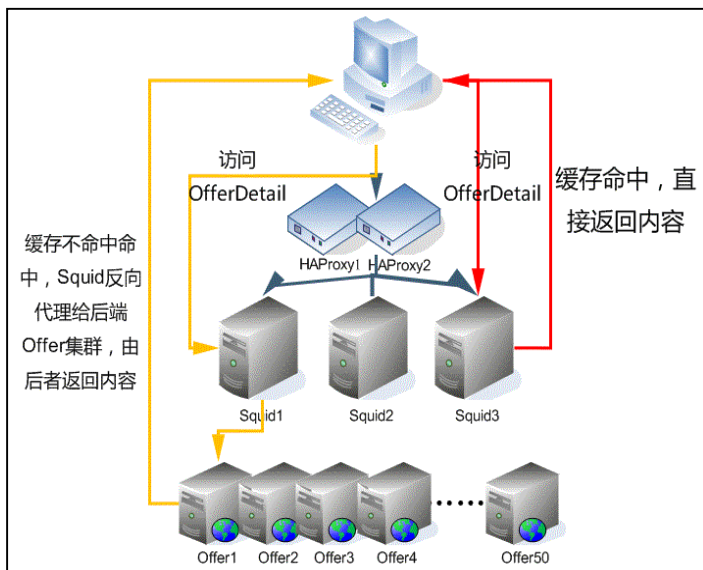 访问
OfferDetail
访问
OfferDetail
缓存命中，直
接返回内容
HAProxy1 HAProxy2
缓存不命中命
中，Squid反向
代理给后端
Offer集群，由
后者返回内容
Squid1 Squid2 Squid3
Offer1 Offer2 Offer3 Offer4 Offer50